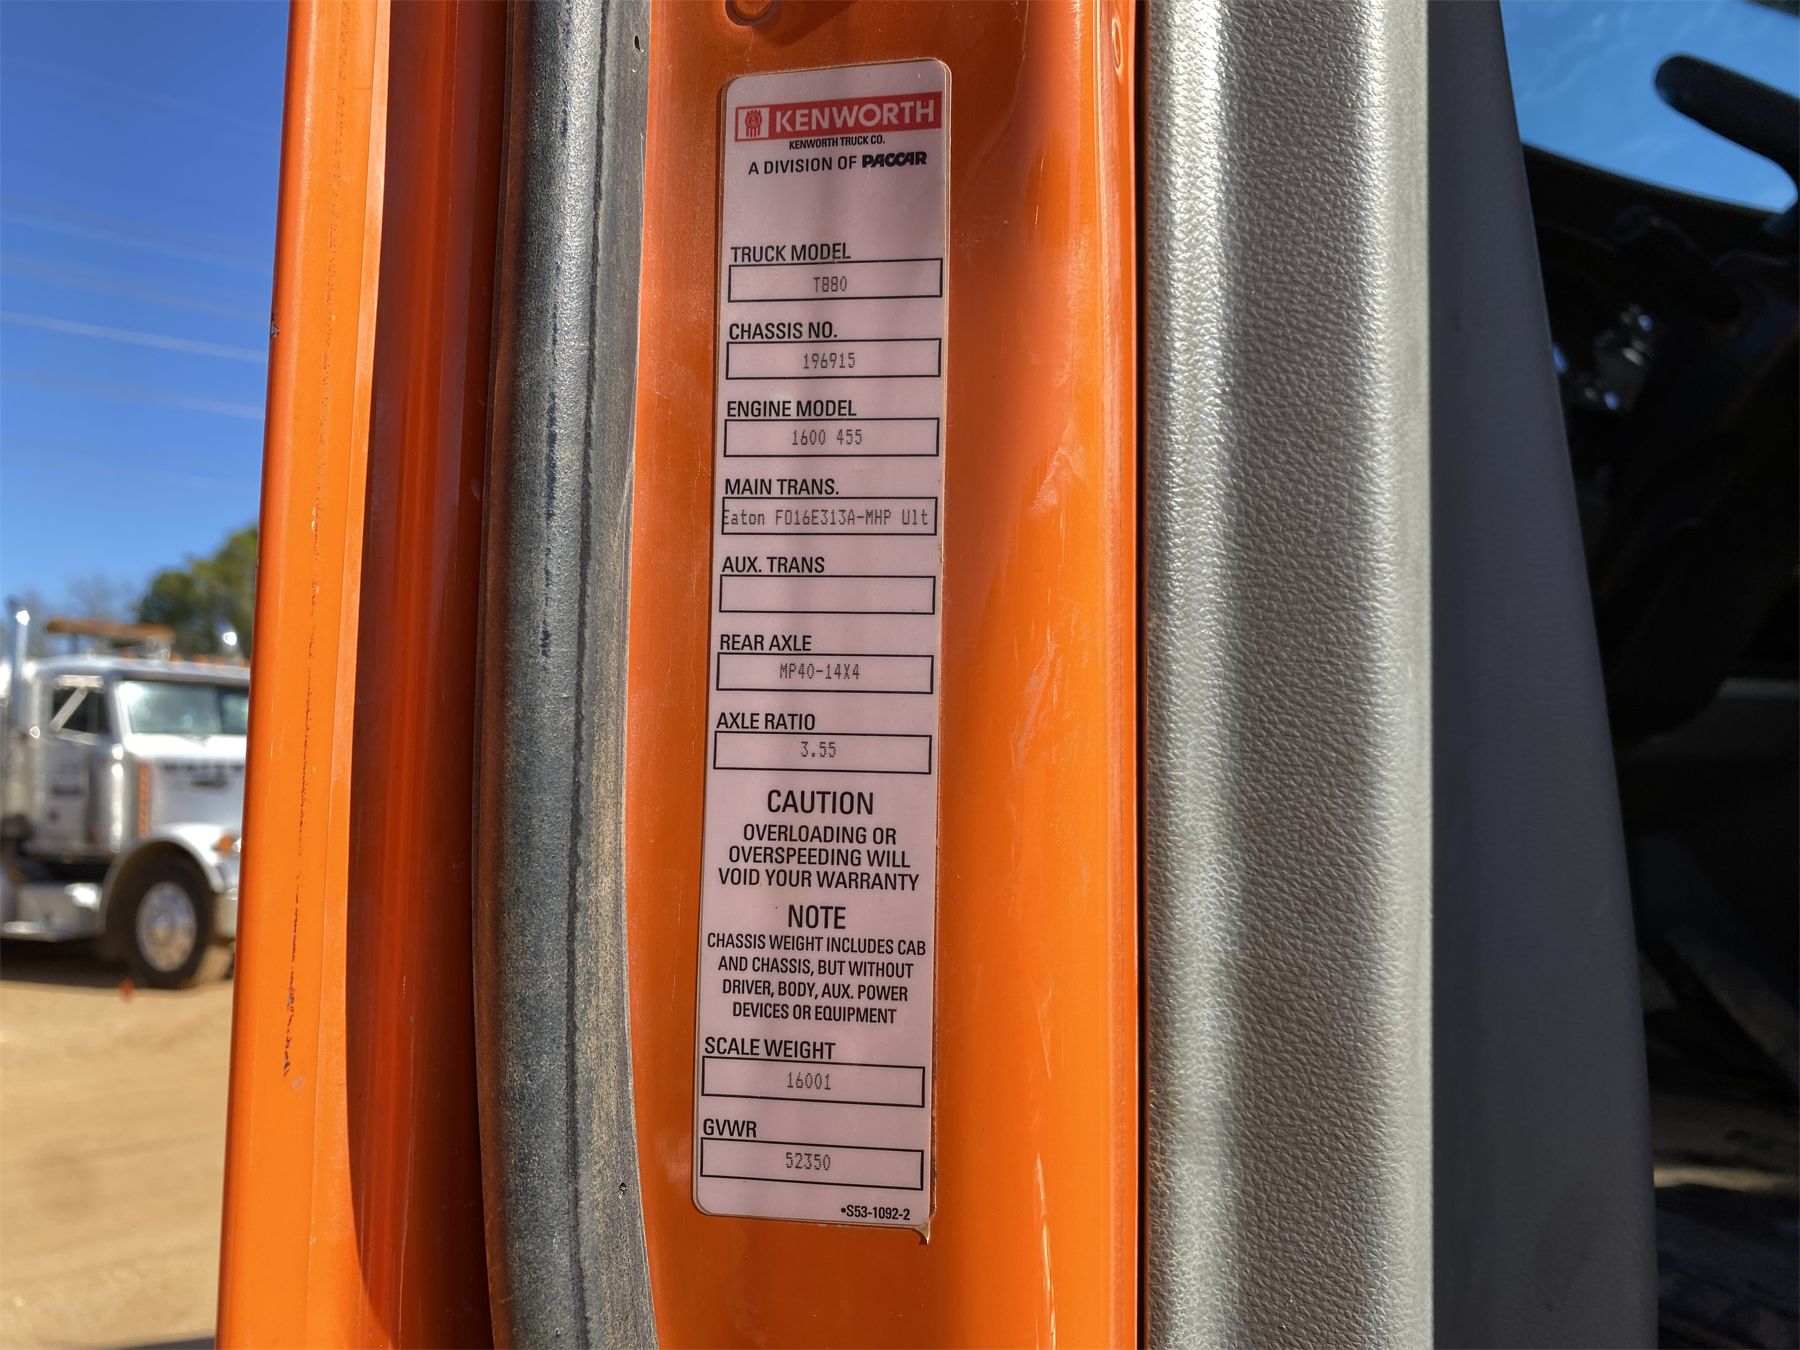 KENWORTH
KENWORTH TRUCK CO.
A DIVISION OF PACCAR
TRUCK MODEL
T880
CHASSIS NO.
196915
ENGINE MODEL
1600 455
MAIN TRANS.
Eaton FO16E313A-MHP Ult
AUX. TRANS
REAR AXLE
MP40-14X4
AXLE RATIO
3.55
CAUTION
OVERLOADING OR
OVERSPEEDING WILL
VOID YOUR WARRANTY
NOTE
CHASSIS WEIGHT INCLUDES CAB
AND CHASSIS, BUT WITHOUT
DRIVER, BODY, AUX. POWER
DEVICES OR EQUIPMENT
SCALE WEIGHT
16001
GVWR
52350
•S53-1092-2